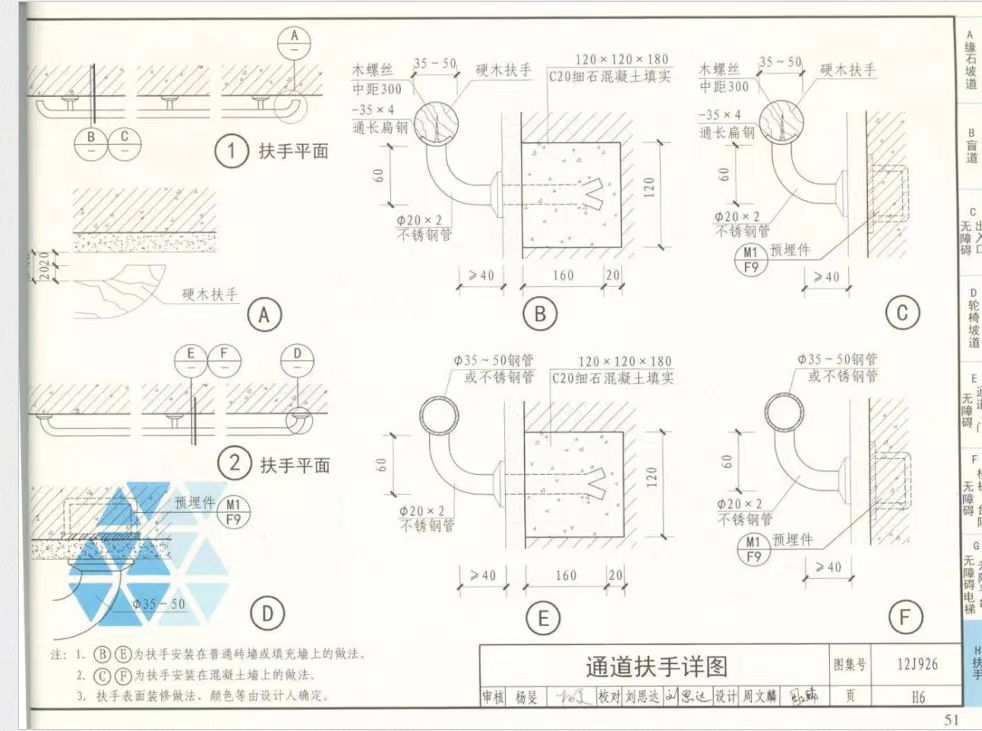 A
B
C
① 扶手平面
2020
硬木扶手
A
木螺丝
中距300
35~50
硬木扶手
-35×4
通长扁钢
120×120×180
C20细石混凝土填实
60
Φ20×2
不锈钢管
120
≥40
160
20
B
木螺丝
中距300
35~50
硬木扶手
-35×4
通长扁钢
60
Φ20×2
不锈钢管
M1
F9
预埋件
≥40
C
E
F
D
② 扶手平面
预埋件
M1
F9
Φ35~50
D
Φ35~50钢管
或不锈钢管
120×120×180
C20细石混凝土填实
60
Φ20×2
不锈钢管
120
≥40
160
20
E
Φ35~50钢管
或不锈钢管
60
Φ20×2
不锈钢管
M1
F9
预埋件
≥40
F
注: 1. ⒷⒺ为扶手安装在普通砖墙或填充墙上的做法。
2. ⒸⒻ为扶手安装在混凝土墙上的做法。
3. 扶手表面装修做法、颜色等由设计人确定。
通道扶手详图
图集号
12J926
审核 杨旻 校对 刘思达 刘思达 设计 周文麟
页
H6
51
A
缘石坡道
B
盲道
C
无障碍
出入口
D
轮椅坡道
E
无障碍
F
无障碍
G
无障碍电梯
H
扶手